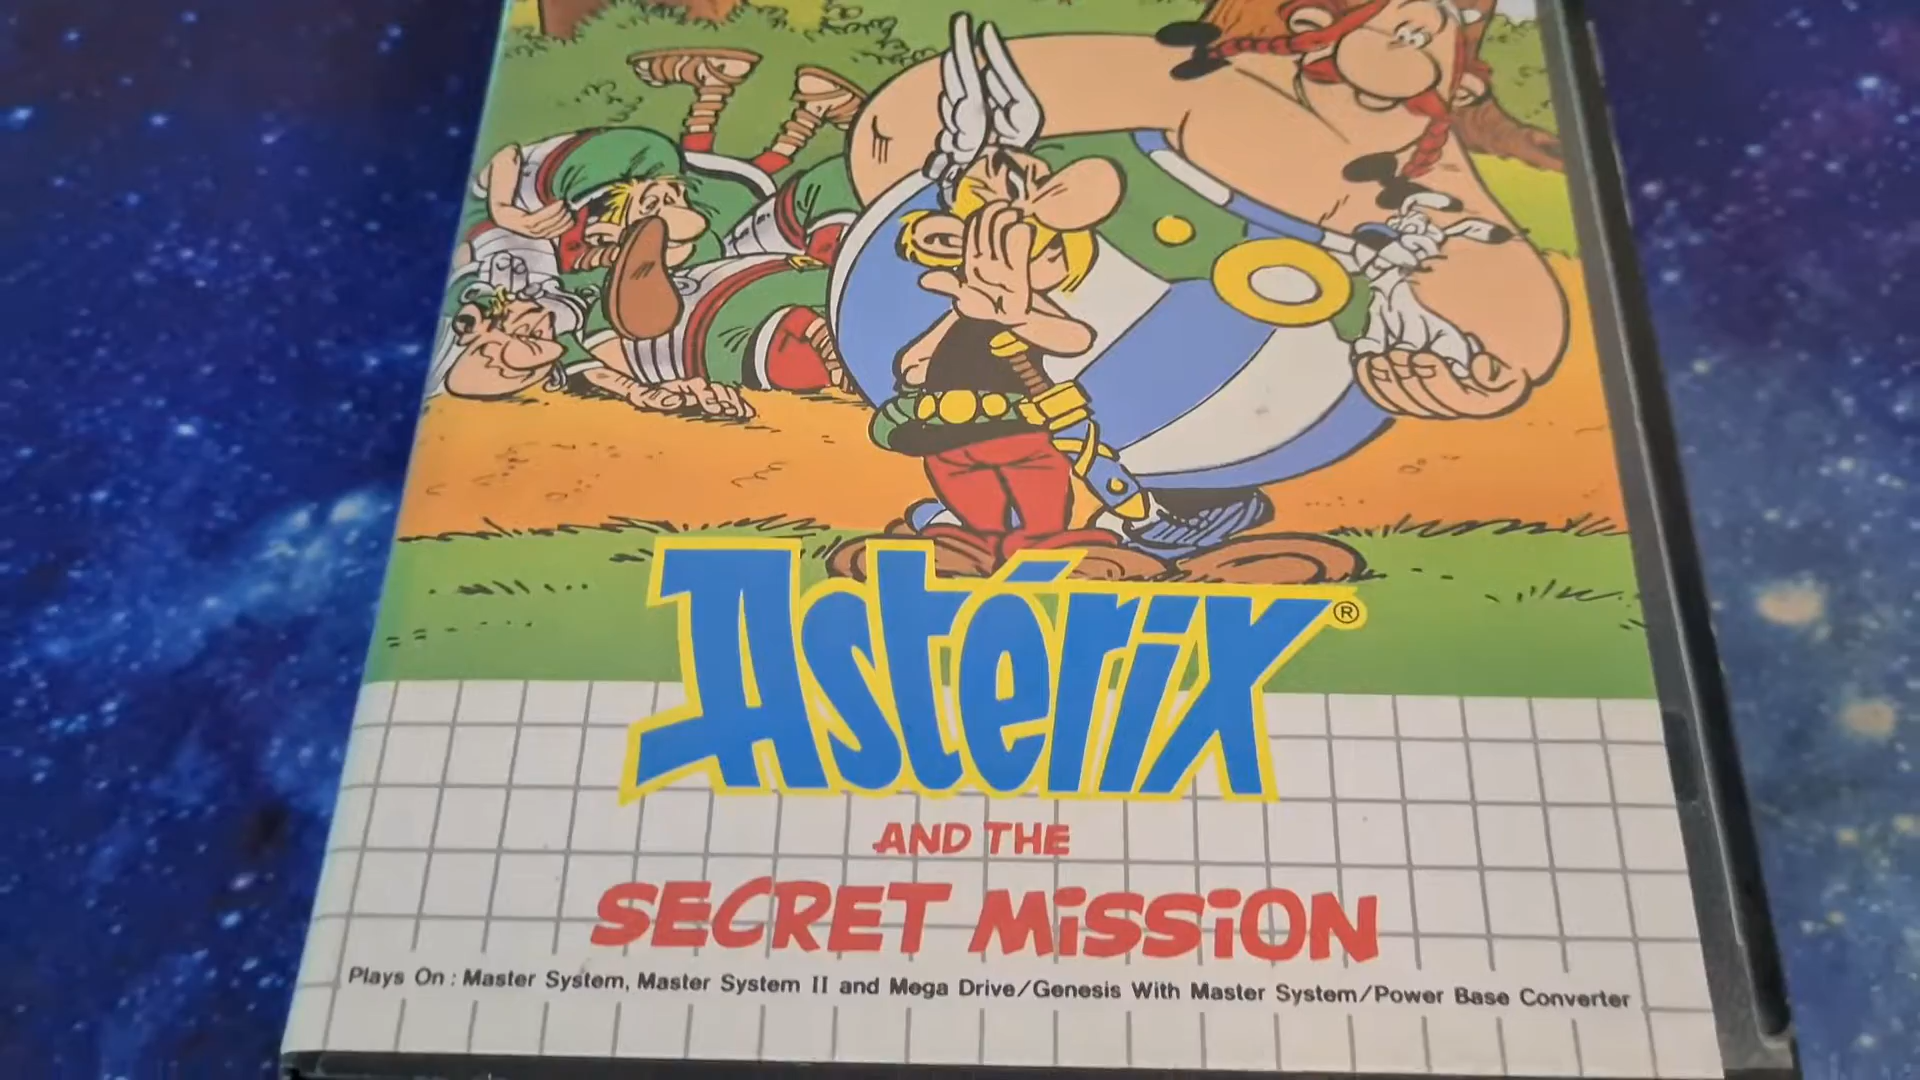 Astérix®
AND THE
SECRET MiSSiON
Plays On : Master System, Master System II and Mega Drive/Genesis With Master System/Power Base Converter